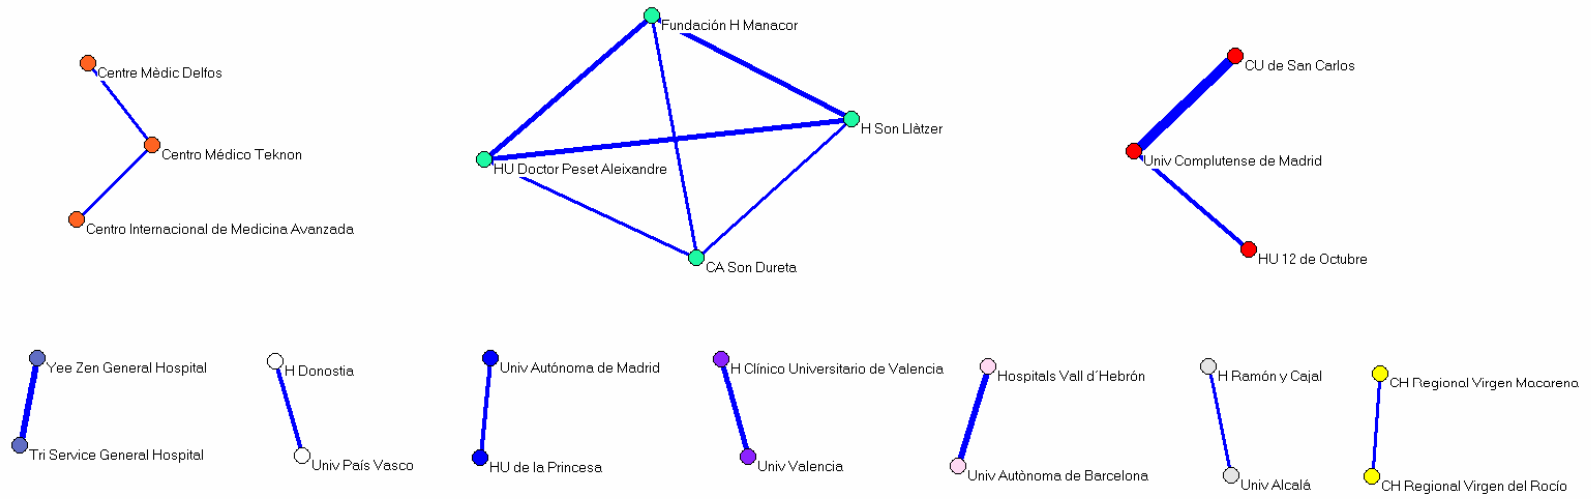 Fundación H Manacor
Centre Mèdic Delfos
CU de San Carlos
H Son Llàtzer
Centro Médico Teknon
Univ Complutense de Madrid
HU Doctor Peset Aleixandre
Centro Internacional de Medicina Avanzada
HU 12 de Octubre
CA Son Dureta
Yee Zen General Hospital
H Donostia
Univ Autónoma de Madrid
H Clínico Universitario de Valencia
Hospitals Vall d´Hebrón
H Ramón y Cajal
CH Regional Virgen Macarena
Tri Service General Hospital
Univ País Vasco
HU de la Princesa
Univ Valencia
Univ Autònoma de Barcelona
Univ Alcalá
CH Regional Virgen del Rocío